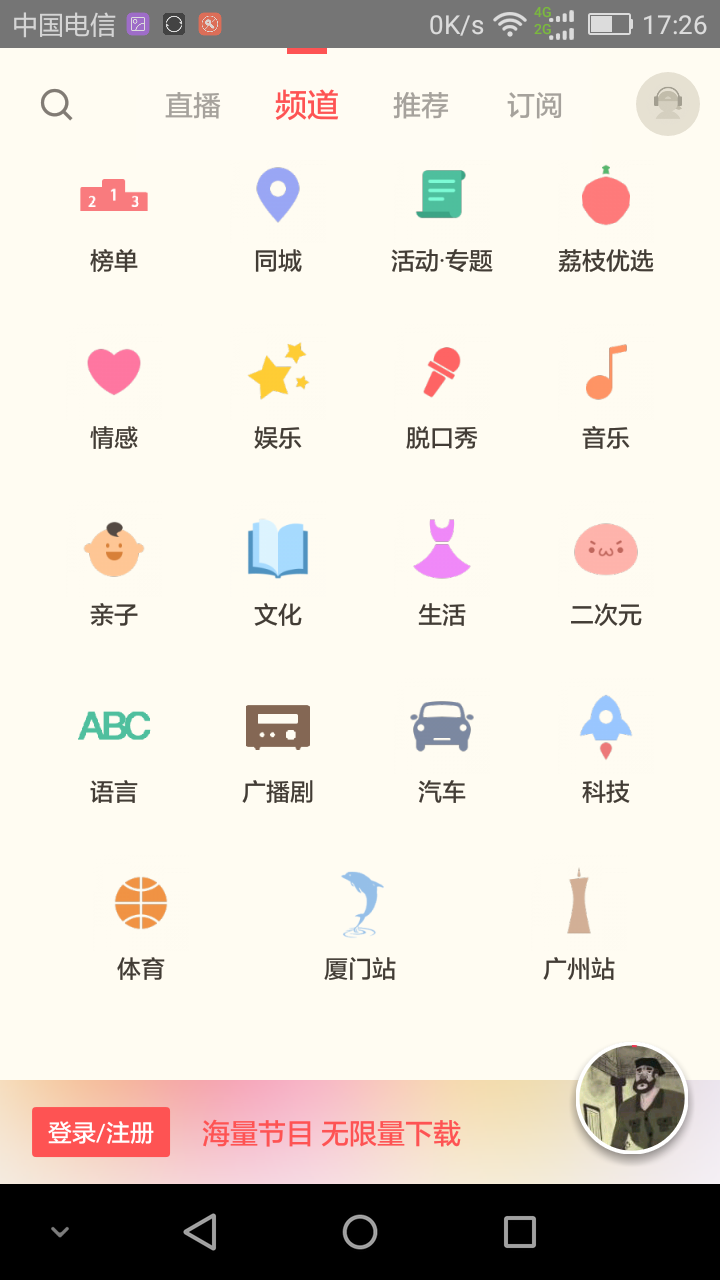 中国电信 0K/s 4G 2G 17:26
直播 频道 推荐 订阅
2 1 3
榜单 同城 活动·专题 荔枝优选
情感 娱乐 脱口秀 音乐
亲子 文化 生活 二次元
ABC
语言 广播剧 汽车 科技
体育 厦门站 广州站
登录/注册 海量节目 无限量下载